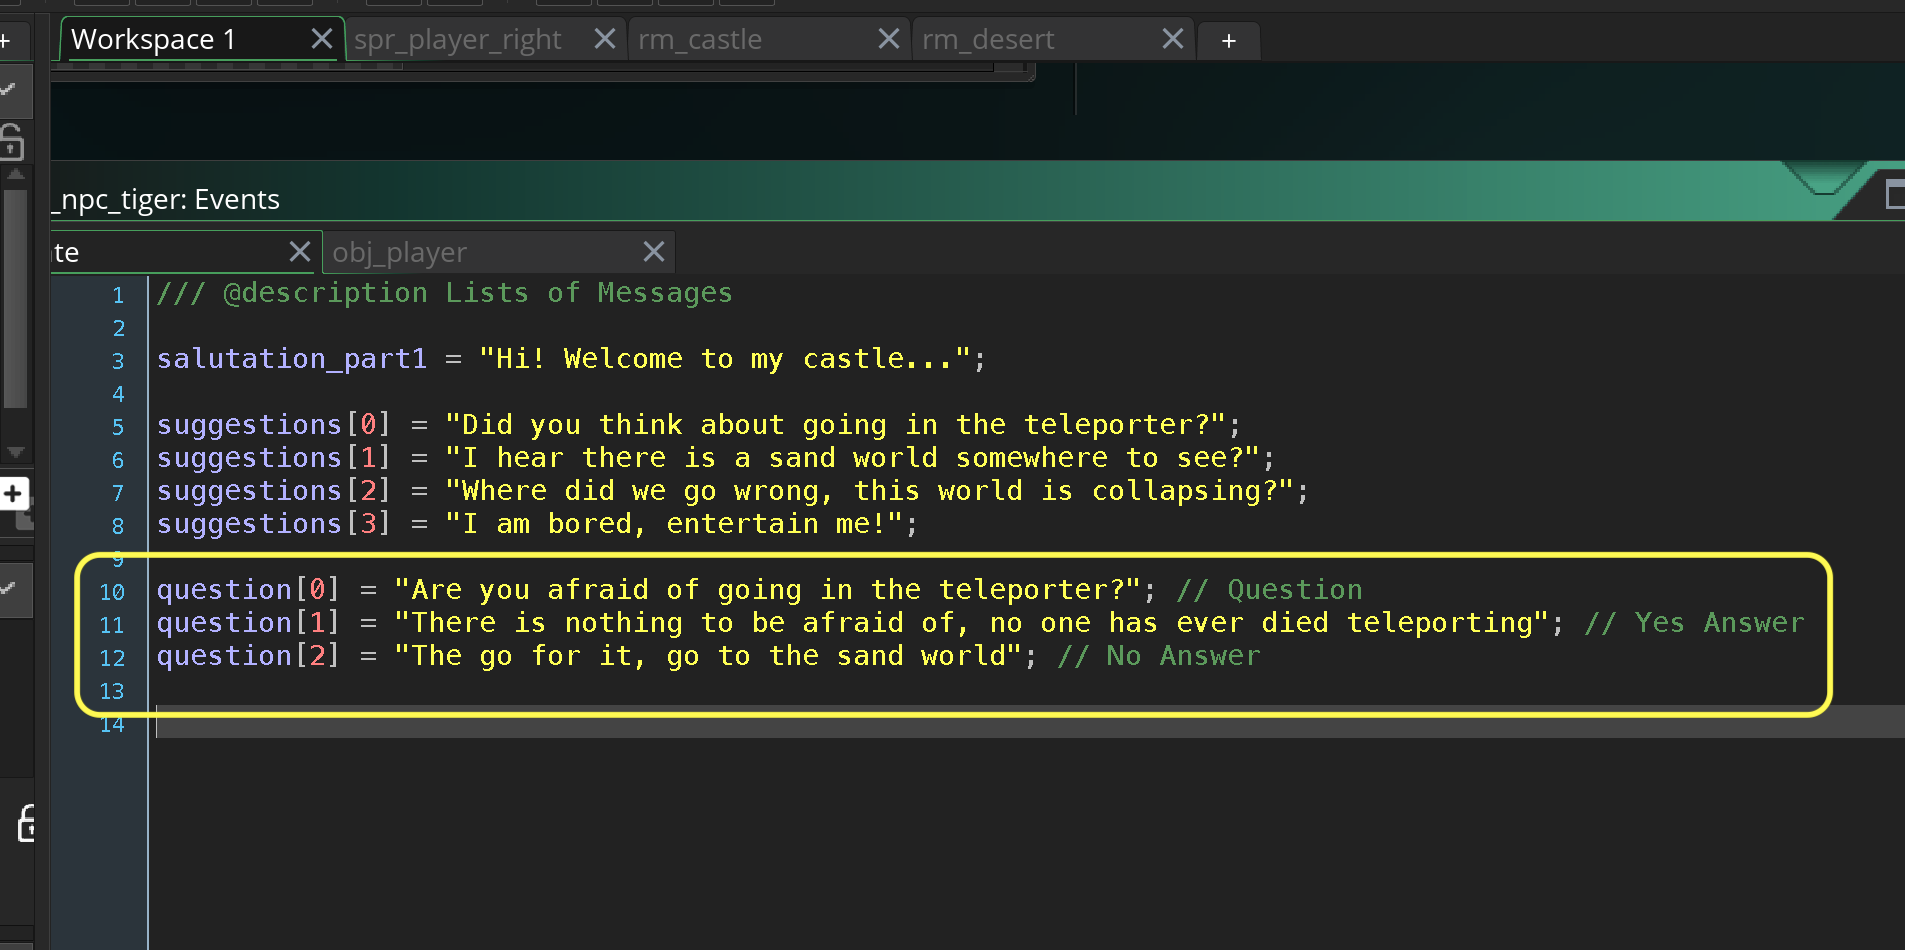 Workspace 1 spr_player_right rm_castle rm_desert +
_npc_tiger: Events
te obj_player
1 /// @description Lists of Messages
2
3 salutation_part1 = "Hi! Welcome to my castle...";
4
5 suggestions[0] = "Did you think about going in the teleporter?";
6 suggestions[1] = "I hear there is a sand world somewhere to see?";
7 suggestions[2] = "Where did we go wrong, this world is collapsing?";
8 suggestions[3] = "I am bored, entertain me!";
9
10 question[0] = "Are you afraid of going in the teleporter?"; // Question
11 question[1] = "There is nothing to be afraid of, no one has ever died teleporting"; // Yes Answer
12 question[2] = "The go for it, go to the sand world"; // No Answer
13
14